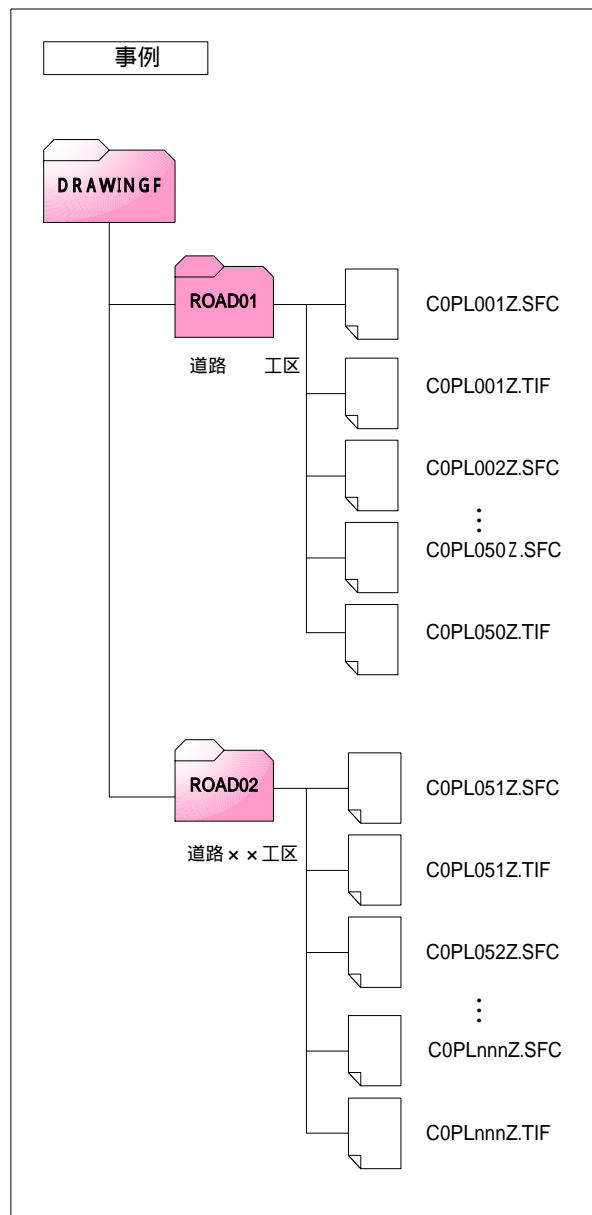 事例
DRAWINGF
ROAD01
道路　　工区
C0PL001Z.SFC
C0PL001Z.TIF
C0PL002Z.SFC
⋮
C0PL050Z.SFC
C0PL050Z.TIF
ROAD02
道路××工区
C0PL051Z.SFC
C0PL051Z.TIF
C0PL052Z.SFC
⋮
C0PLnnnZ.SFC
C0PLnnnZ.TIF